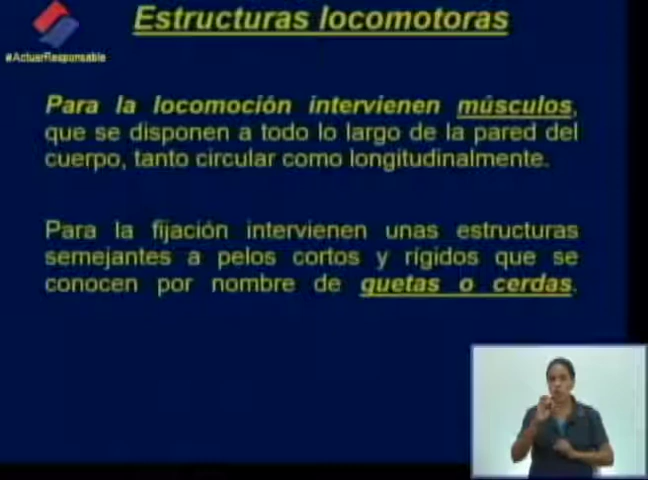 Estructuras locomotoras
#ActuarResponsable
Para la locomoción intervienen músculos,
que se disponen a todo lo largo de la pared del
cuerpo, tanto circular como longitudinalmente.
Para la fijación intervienen unas estructuras
semejantes a pelos cortos y rígidos que se
conocen por nombre de quetas o cerdas.